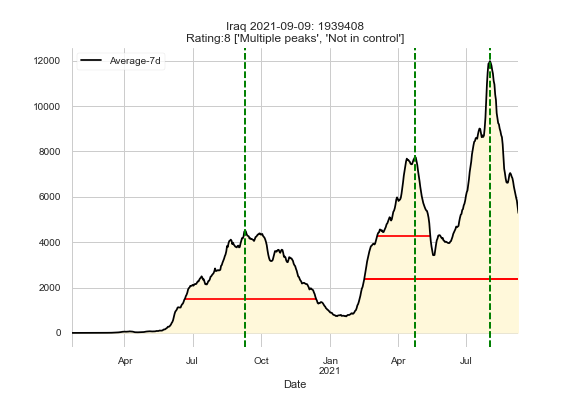 Iraq 2021-09-09: 1939408
Rating:8 ['Multiple peaks', 'Not in control']
Average-7d
12000
10000
8000
6000
4000
2000
0
Apr Jul Oct Jan Apr Jul
2021
Date